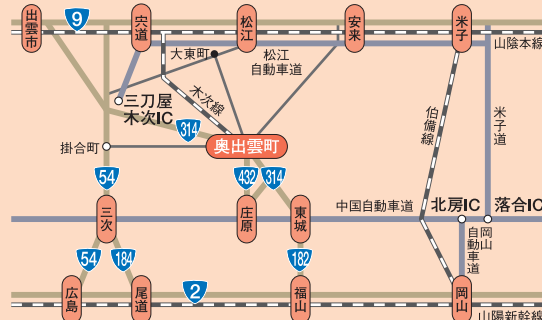 9
出雲市
宍道
松江
安来
米子
山陰本線
大東町
松江
自動車道
三刀屋
木次IC
木次線
314
伯備線
米子道
掛合町
奥出雲町
54
432
314
三次
庄原
東城
中国自動車道
北房IC
落合IC
岡山
自動車道
54
184
182
広島
尾道
2
福山
岡山
山陽新幹線